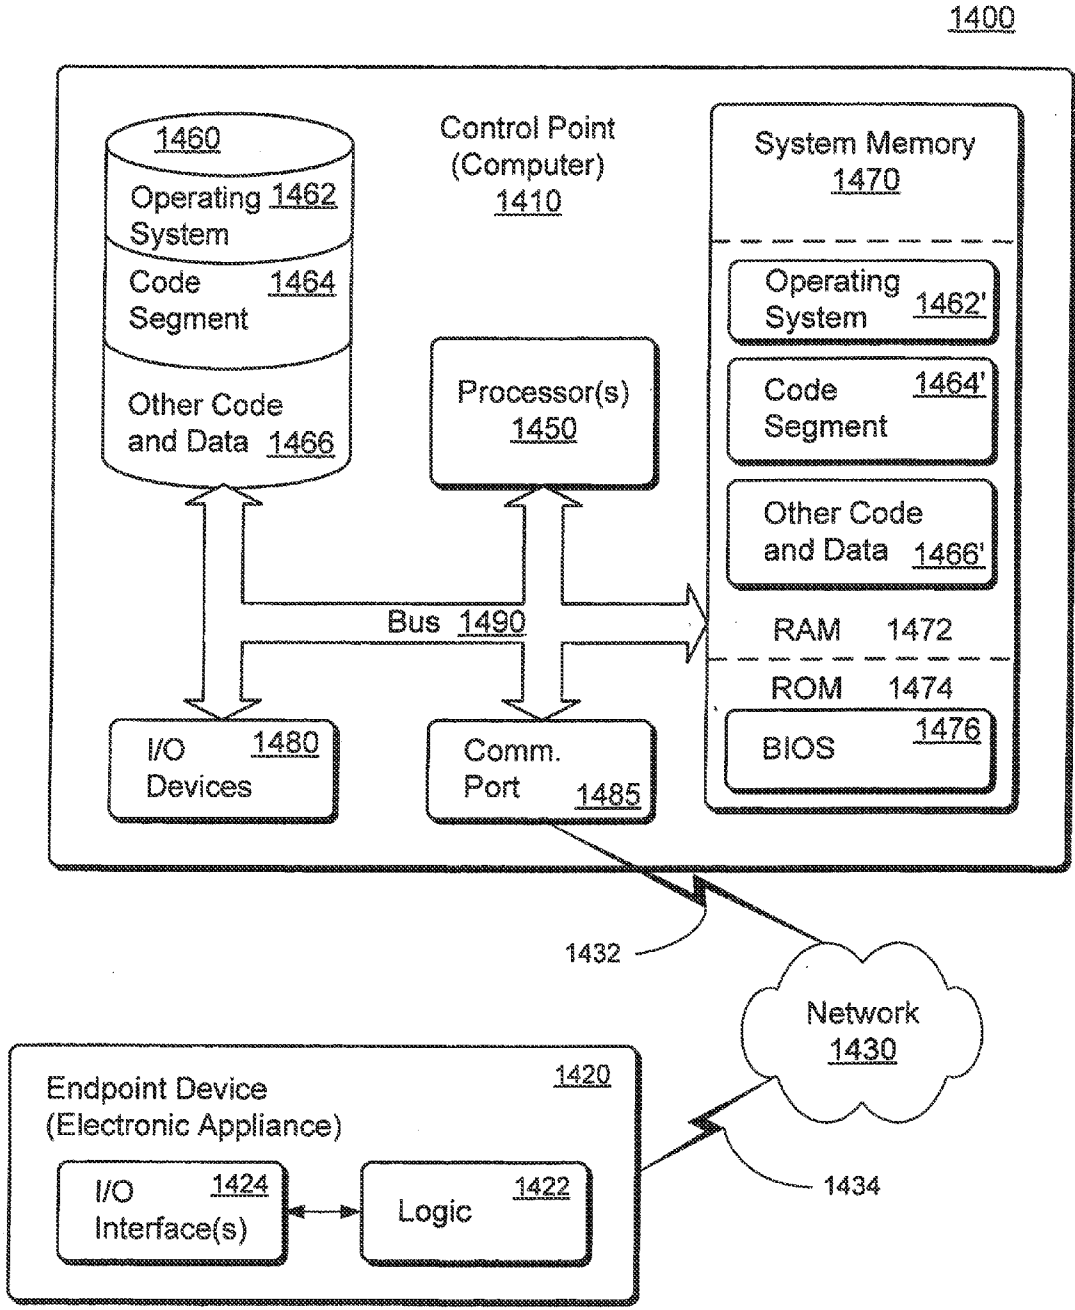 1400
1460
Operating 1462
System
Code 1464
Segment
Other Code
and Data 1466
Control Point
(Computer)
1410
Processor(s)
1450
System Memory
1470
Operating
System 1462'
Code 1464'
Segment
Other Code
and Data 1466'
RAM 1472
ROM 1474
BIOS 1476
Bus 1490
I/O 1480
Devices
Comm.
Port 1485
1432
Network
1430
1434
Endpoint Device 1420
(Electronic Appliance)
I/O 1424
Interface(s)
Logic 1422